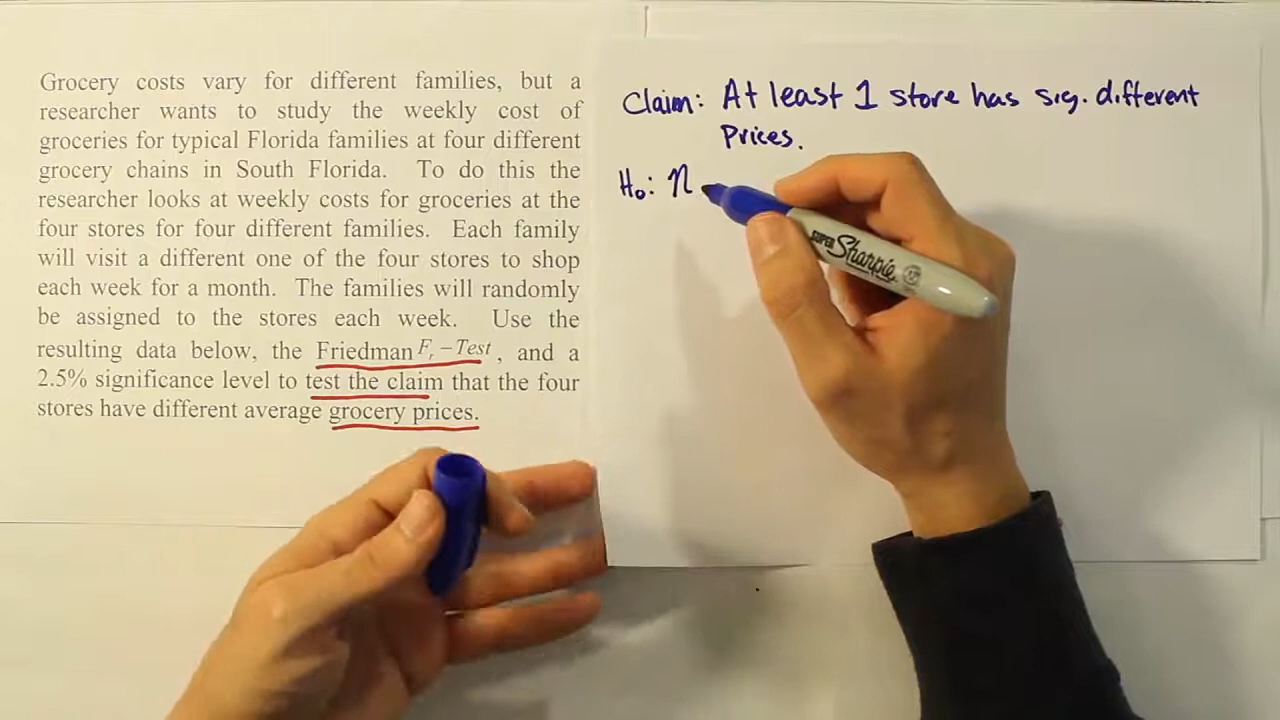 Grocery costs vary for different families, but a
researcher wants to study the weekly cost of
groceries for typical Florida families at four different
grocery chains in South Florida. To do this the
researcher looks at weekly costs for groceries at the
four stores for four different families. Each family
will visit a different one of the four stores to shop
each week for a month. The families will randomly
be assigned to the stores each week. Use the
resulting data below, the Friedman Fr – Test, and a
2.5% significance level to test the claim that the four
stores have different average grocery prices.
Claim: At least 1 store has sig. different
Prices.
H₀: η
SUPER Sharpie